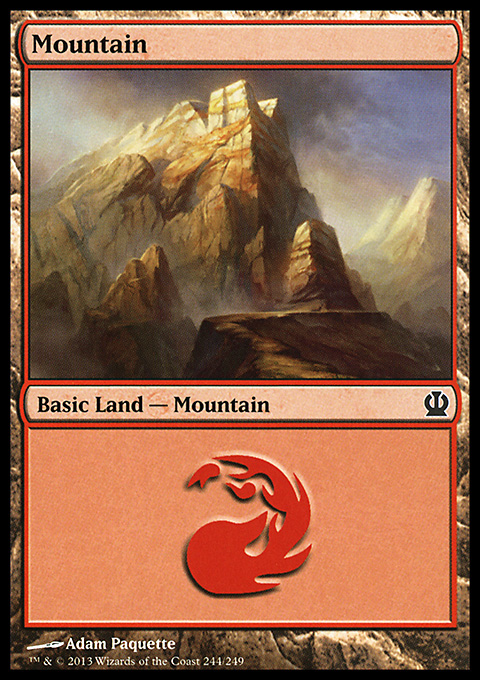 Mountain
Basic Land — Mountain
Adam Paquette
™ & © 2013 Wizards of the Coast 244/249